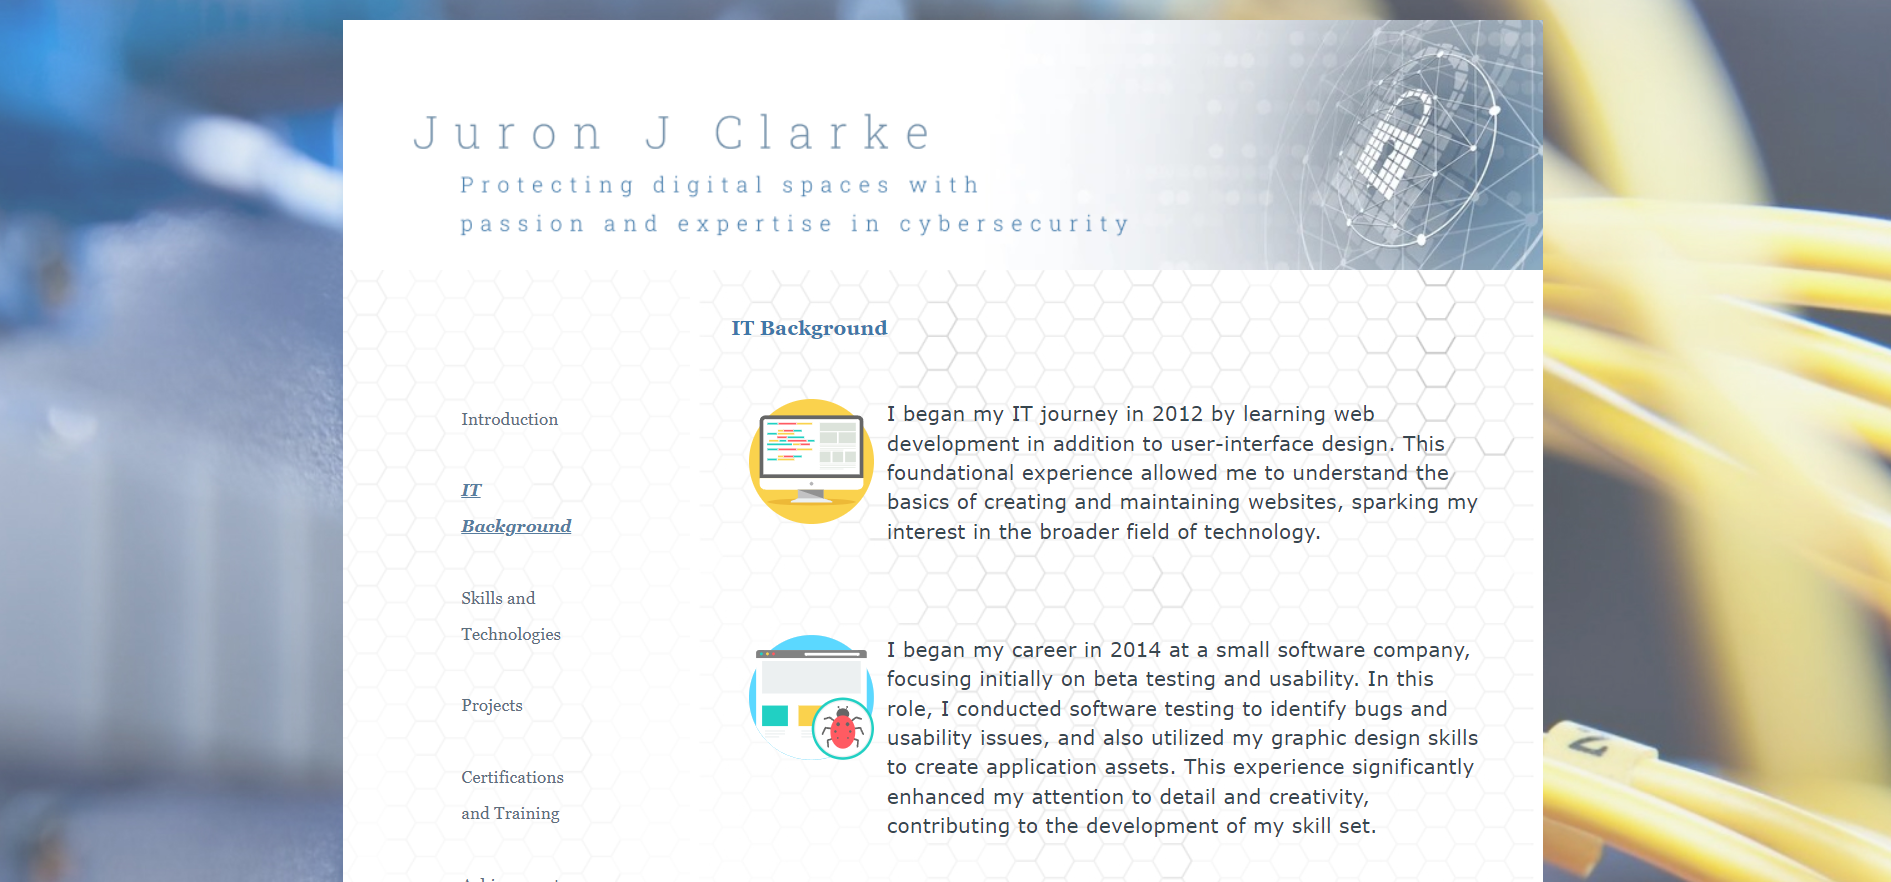 Juron J Clarke
Protecting digital spaces with
passion and expertise in cybersecurity
Introduction
IT
Background
Skills and
Technologies
Projects
Certifications
and Training
IT Background
I began my IT journey in 2012 by learning web
development in addition to user-interface design. This
foundational experience allowed me to understand the
basics of creating and maintaining websites, sparking my
interest in the broader field of technology.
I began my career in 2014 at a small software company,
focusing initially on beta testing and usability. In this
role, I conducted software testing to identify bugs and
usability issues, and also utilized my graphic design skills
to create application assets. This experience significantly
enhanced my attention to detail and creativity,
contributing to the development of my skill set.